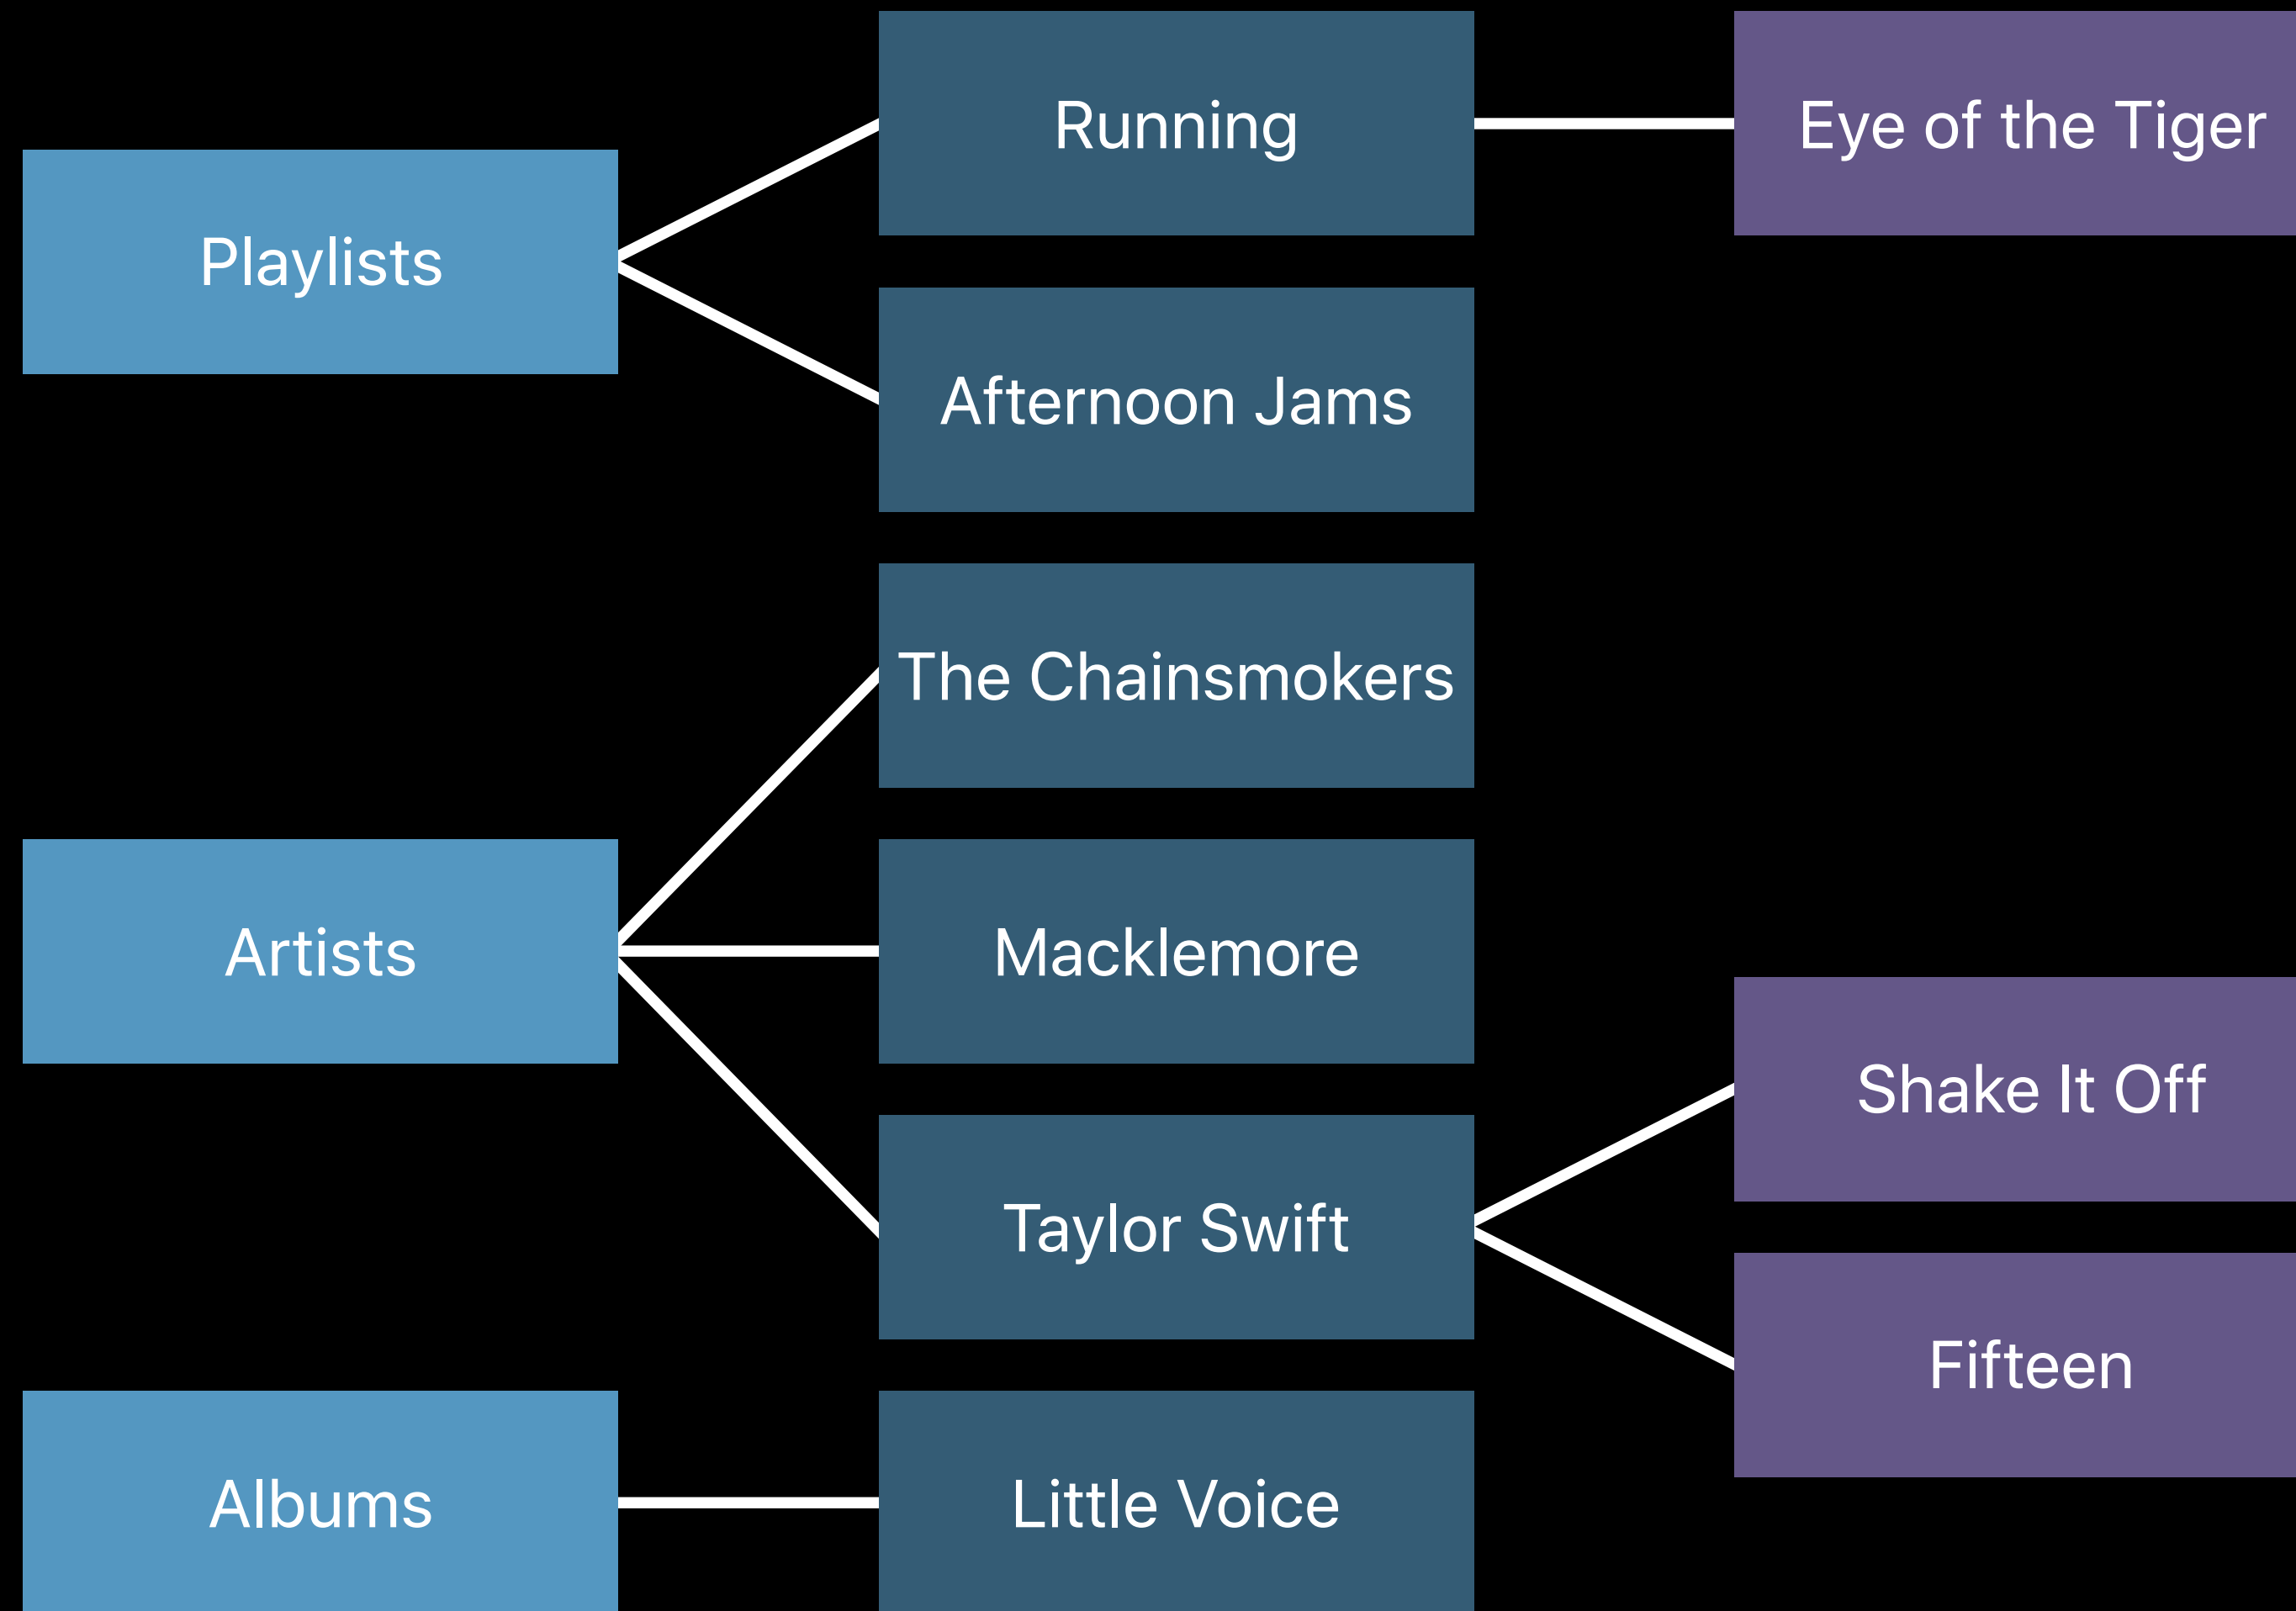 Playlists
Running
Eye of the Tiger
Afternoon Jams
Artists
The Chainsmokers
Macklemore
Taylor Swift
Shake It Off
Fifteen
Albums
Little Voice